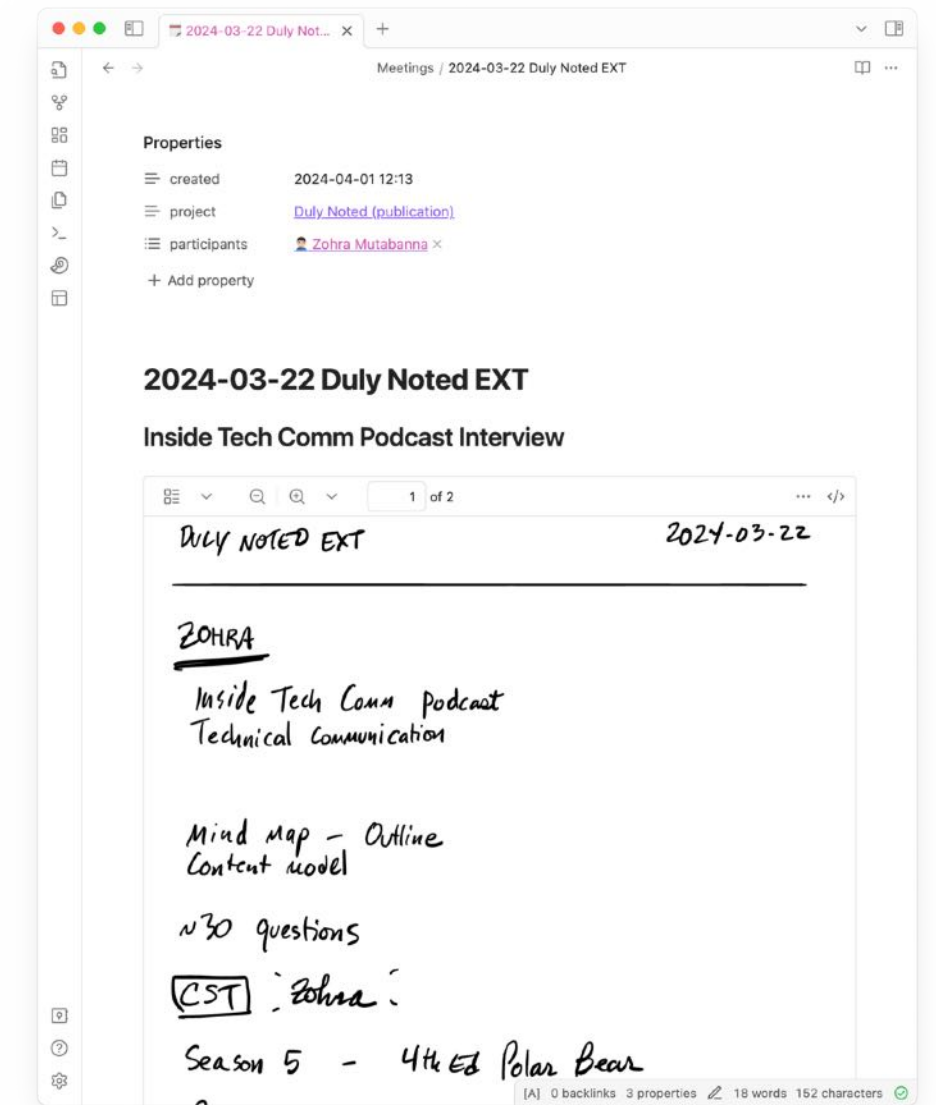 2024-03-22 Duly Not...
Meetings / 2024-03-22 Duly Noted EXT
Properties
created 2024-04-01 12:13
project Duly Noted (publication)
participants Zohra Mutabanna
Add property
2024-03-22 Duly Noted EXT
Inside Tech Comm Podcast Interview
1 of 2
DULY NOTED EXT 2024-03-22
ZOHRA
Inside Tech Comm Podcast
Technical Communication
Mind Map – Outline
Content model
~30 questions
CST Zohra
Season 5 – 4th Ed Polar Bear
[A] 0 backlinks 3 properties 18 words 152 characters